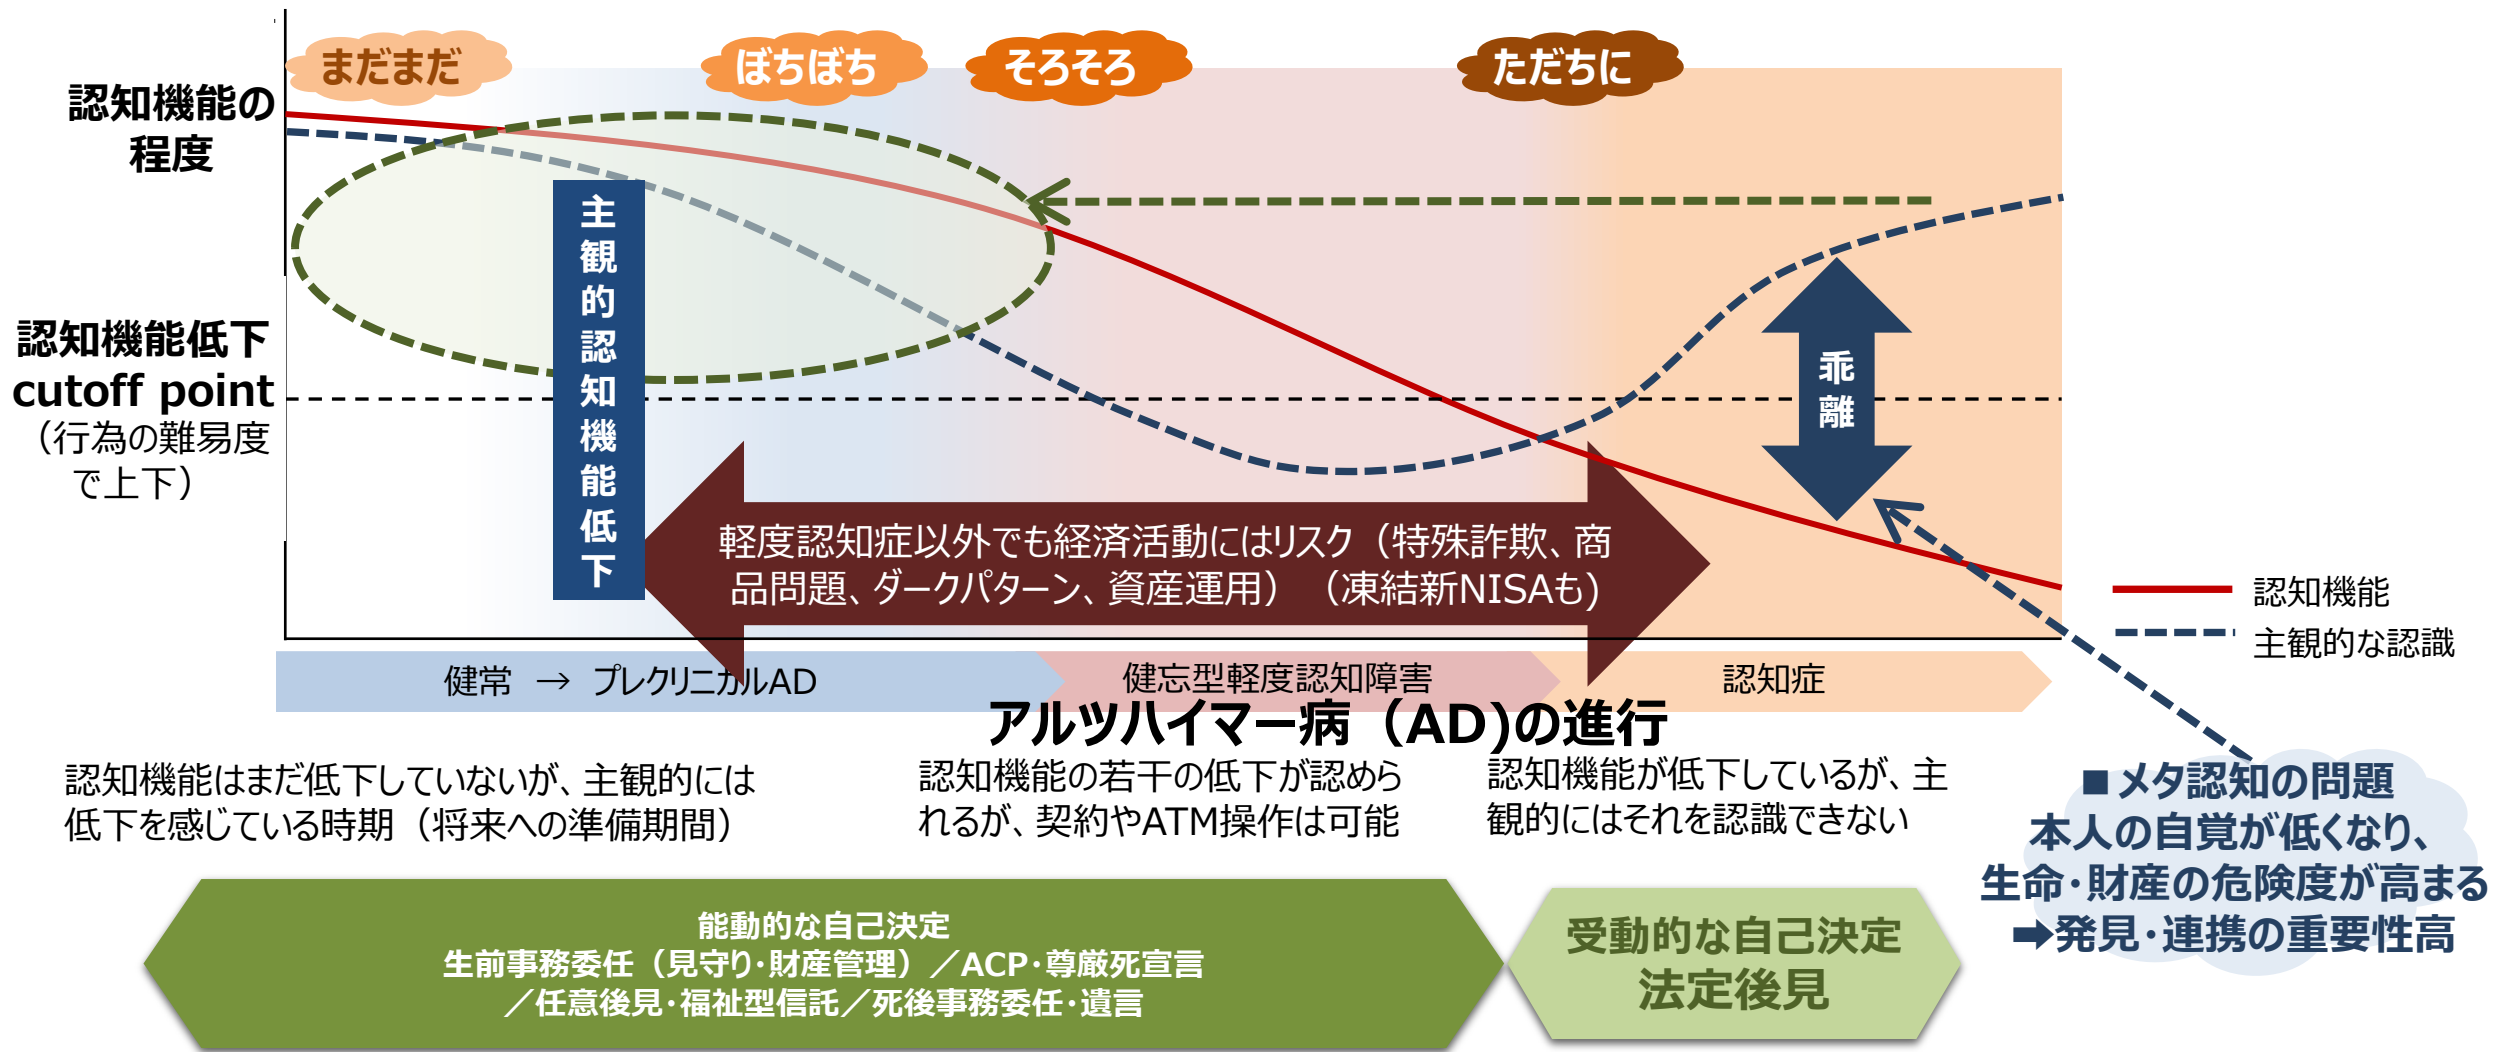 まだまだ
ぼちぼち
そろそろ
ただちに
認知機能の
程度
認知機能低下
cutoff point
（行為の難易度
で上下）
主観的認知機能低下
乖離
軽度認知症以外でも経済活動にはリスク（特殊詐欺、商
品問題、ダークパターン、資産運用）（凍結新NISAも)
認知機能
主観的な認識
健常 → プレクリニカルAD
健忘型軽度認知障害
認知症
アルツハイマー病（AD)の進行
認知機能はまだ低下していないが、主観的には
低下を感じている時期（将来への準備期間）
認知機能の若干の低下が認めら
れるが、契約やATM操作は可能
認知機能が低下しているが、主
観的にはそれを認識できない
■メタ認知の問題
本人の自覚が低くなり、
生命･財産の危険度が高まる
➡発見･連携の重要性高
能動的な自己決定
生前事務委任（見守り･財産管理）／ACP･尊厳死宣言
／任意後見･福祉型信託／死後事務委任･遺言
受動的な自己決定
法定後見